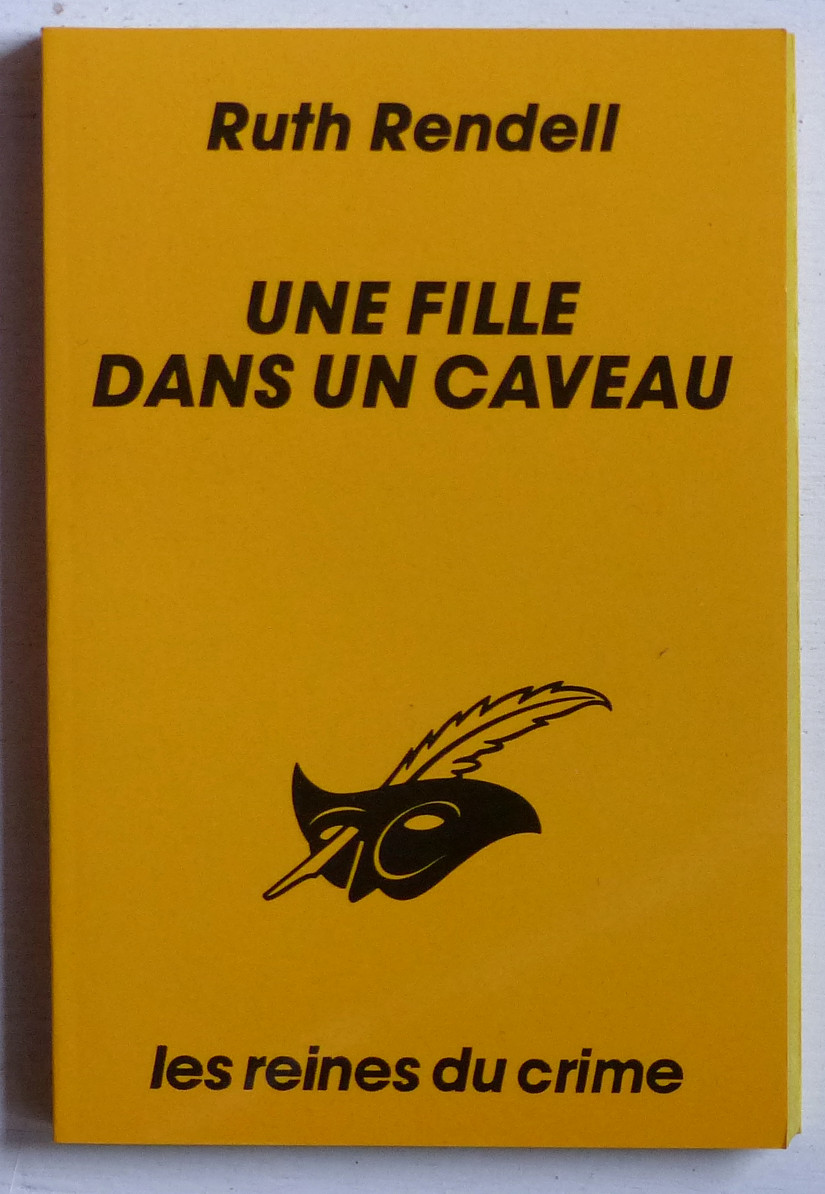 Ruth Rendell
UNE FILLE
DANS UN CAVEAU
les reines du crime